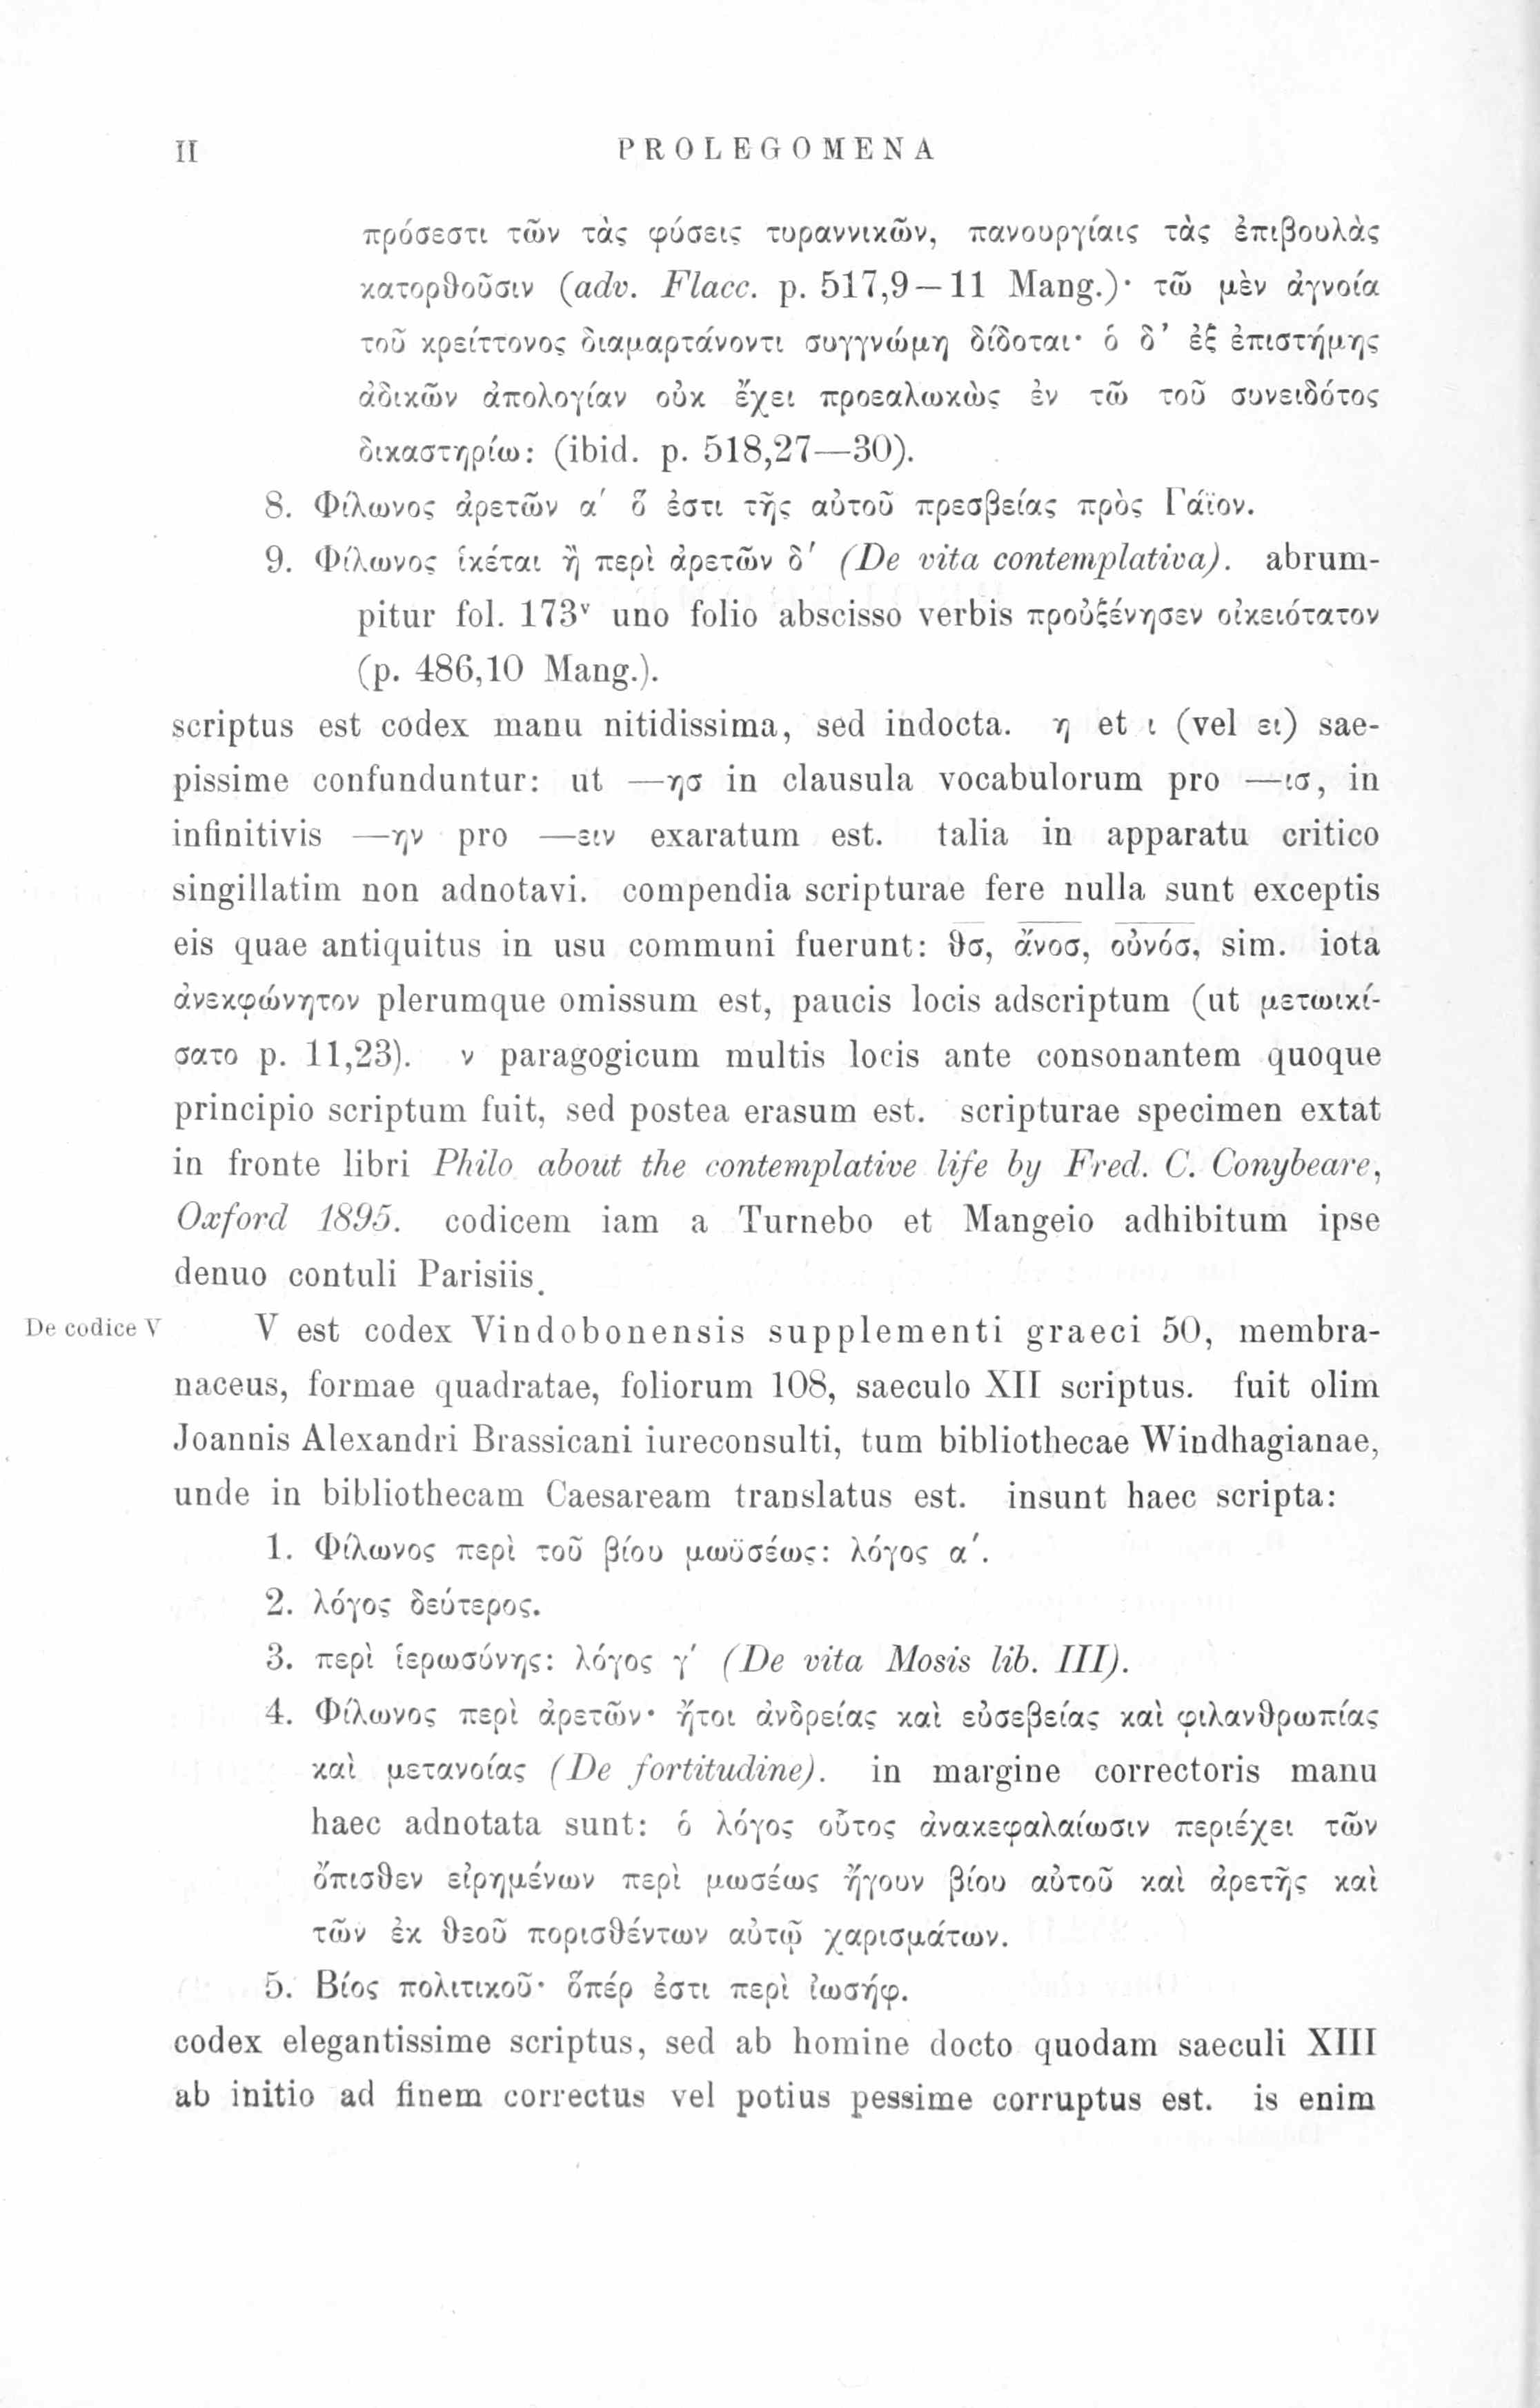 II PROLEGOMENA
πρόσεστι τῶν τὰς φύσεις τυραννικῶν, πανουργίαις τὰς ἐπιβουλὰς
κατορθοῦσιν (adv. Flacc. p. 517,9—11 Mang.)· τῶ μὲν ἀγνοία
τοῦ κρείττονος διαμαρτάνοντι συγγνώμη δίδοται· ὁ δ’ ἐξ ἐπιστήμης
ἀδικῶν ἀπολογίαν οὐκ ἔχει προεαλωκὼς ἐν τῶ τοῦ συνειδότος
δικαστηρίω: (ibid. p. 518,27—30).
8. Φίλωνος ἀρετῶν α′ ὅ ἐστι τῆς αὐτοῦ πρεσβείας πρὸς Γάϊον.
9. Φίλωνος ἱκέται ἢ περὶ ἀρετῶν δ′ (De vita contemplativa). abrum-
pitur fol. 173ᵛ uno folio abscisso verbis προὐξένησεν οἰκειότατον
(p. 486,10 Mang.).
scriptus est codex manu nitidissima, sed indocta. η et ι (vel ει) sae-
pissime confunduntur: ut —ησ in clausula vocabulorum pro —ισ, in
infinitivis —ην pro —ειν exaratum est. talia in apparatu critico
singillatim non adnotavi. compendia scripturae fere nulla sunt exceptis
eis quae antiquitus in usu communi fuerunt: θ̅σ̅, ἄ̅ν̅ο̅σ̅, ο̅ὐ̅ν̅ό̅σ̅, sim. iota
ἀνεκφώνητον plerumque omissum est, paucis locis adscriptum (ut μετωικί-
σατο p. 11,23). ν paragogicum multis locis ante consonantem quoque
principio scriptum fuit, sed postea erasum est. scripturae specimen extat
in fronte libri Philo about the contemplative life by Fred. C. Conybeare,
Oxford 1895. codicem iam a Turnebo et Mangeio adhibitum ipse
denuo contuli Parisiis.
De codice V V est codex Vindobonensis supplementi graeci 50, membra-
naceus, formae quadratae, foliorum 108, saeculo XII scriptus. fuit olim
Joannis Alexandri Brassicani iureconsulti, tum bibliothecae Windhagianae,
unde in bibliothecam Caesaream translatus est. insunt haec scripta:
1. Φίλωνος περὶ τοῦ βίου μωϋσέως: λόγος α′.
2. λόγος δεύτερος.
3. περὶ ἱερωσύνης: λόγος γ′ (De vita Mosis lib. III).
4. Φίλωνος περὶ ἀρετῶν· ἤτοι ἀνδρείας καὶ εὐσεβείας καὶ φιλανθρωπίας
καὶ μετανοίας (De fortitudine). in margine correctoris manu
haec adnotata sunt: ὁ λόγος οὗτος ἀνακεφαλαίωσιν περιέχει τῶν
ὄπισθεν εἰρημένων περὶ μωσέως ἤγουν βίου αὐτοῦ καὶ ἀρετῆς καὶ
τῶν ἐκ θεοῦ πορισθέντων αὐτῷ χαρισμάτων.
5. Βίος πολιτικοῦ· ὅπέρ ἐστι περὶ ἰωσήφ.
codex elegantissime scriptus, sed ab homine docto quodam saeculi XIII
ab initio ad finem correctus vel potius pessime corruptus est. is enim